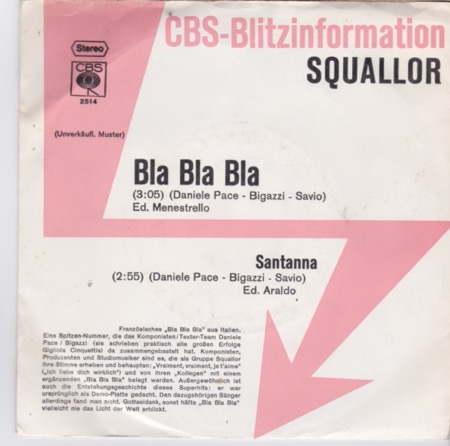 CBS-Blitzinformation
SQUALLOR
Stereo
CBS
2514
(Unverkäufl. Muster)
Bla Bla Bla
(3:05) (Daniele Pace - Bigazzi - Savio)
Ed. Menestrello
Santanna
(2:55) (Daniele Pace - Bigazzi - Savio)
Ed. Araldo
Französisches „Bla Bla Bla" aus Italien.
Eine Spitzen-Nummer, die das Komponisten/Texter-Team Daniele
Pace / Bigazzi (sie schrieben praktisch alle großen Erfolge
Gigliola Cinquettis) da zusammengebastelt hat. Komponisten,
Produzenten und Studiomusiker sind es, die als Gruppe Squallor
ihre Stimme erheben und behaupten: „Vraiment, vraiment, je t'aime"
(„ich liebe dich wirklich") und von ihren „Kollegen" mit einem
ergänzenden „Bla Bla Bla" belegt werden. Außergewöhnlich ist
auch die Entstehungsgeschichte dieses Superhits: er war
ursprünglich als Demo-Platte gedacht. Den dazugehörigen Sänger
allerdings fand man nicht. Gottseidank, sonst hätte „Bla Bla Bla"
vielleicht nie das Licht der Welt erblickt.